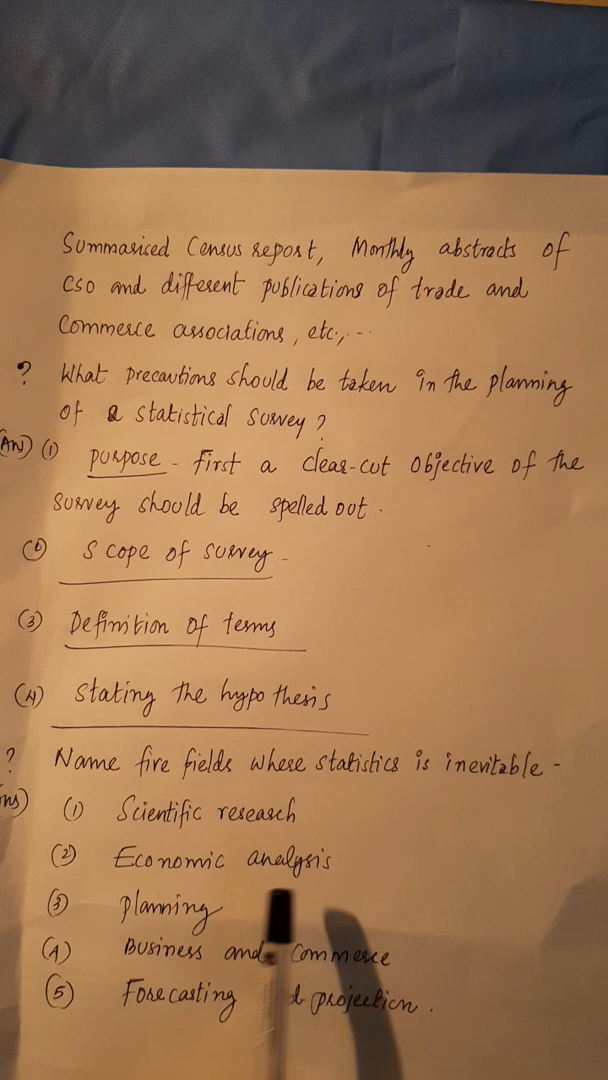 Summarised Census report, Monthly abstracts of
CSO and different publications of trade and
Commerce associations, etc., --
? What precautions should be taken in the planning
of a statistical survey?
(AN) (1) purpose - First a clear-cut objective of the
survey should be spelled out.
Scope of survey -
(3) Definition of terms
(4) Stating the hypothesis
? Name five fields where statistics is inevitable -
ns) (1) Scientific research
(2) Economic analysis
(3) planning
(4) Business and Commerce
(5) Forecasting d projection.